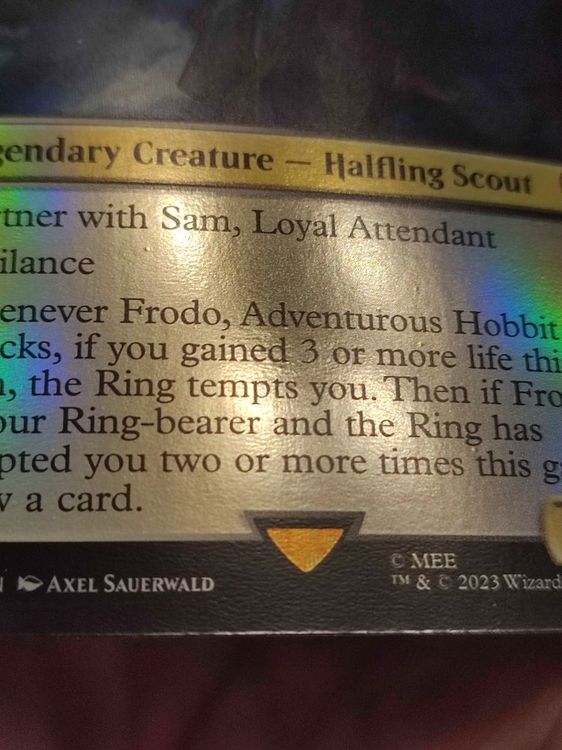 gendary Creature — Halfling Scout
rtner with Sam, Loyal Attendant
ilance
enever Frodo, Adventurous Hobbit
cks, if you gained 3 or more life thi
n, the Ring tempts you. Then if Fro
our Ring-bearer and the Ring has
pted you two or more times this ga
w a card.
N AXEL SAUERWALD
© MEE
™ & © 2023 Wizard